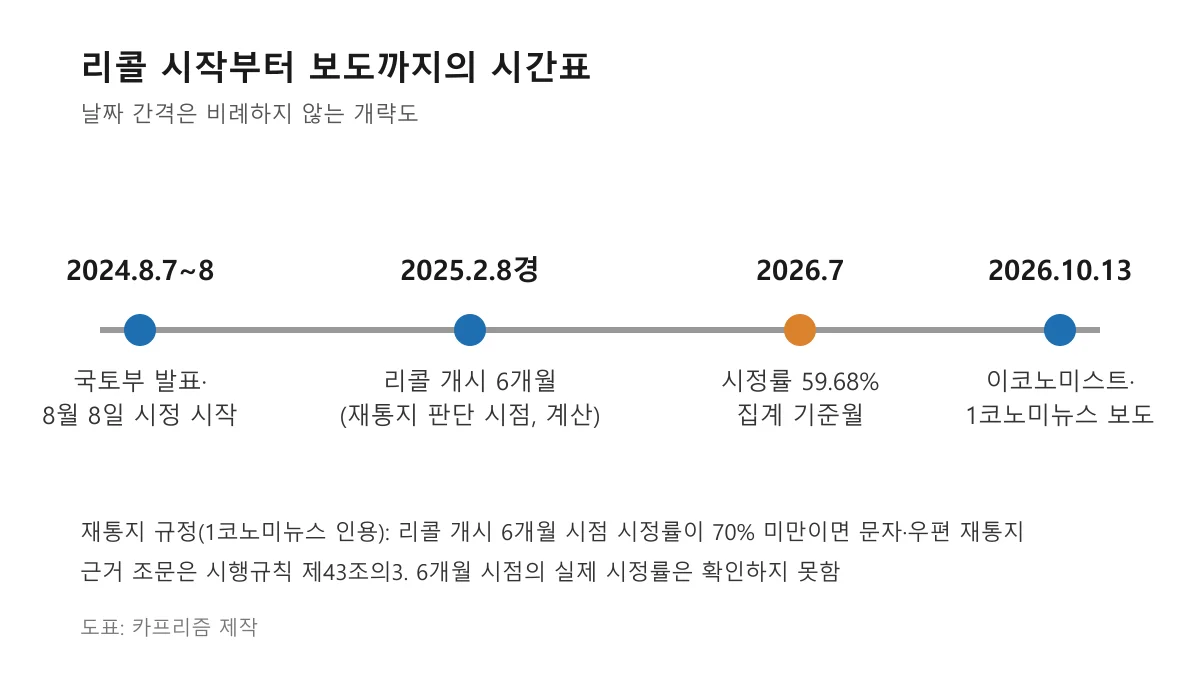 리콜 시작부터 보도까지의 시간표
날짜 간격은 비례하지 않는 개략도
2024.8.7~8
2025.2.8경
2026.7
2026.10.13
국토부 발표·
8월 8일 시정 시작
리콜 개시 6개월
(재통지 판단 시점, 계산)
시정률 59.68%
집계 기준월
이코노미스트·
1코노미뉴스 보도
재통지 규정(1코노미뉴스 인용): 리콜 개시 6개월 시점 시정률이 70% 미만이면 문자·우편 재통지
근거 조문은 시행규칙 제43조의3. 6개월 시점의 실제 시정률은 확인하지 못함
도표: 카프리즘 제작